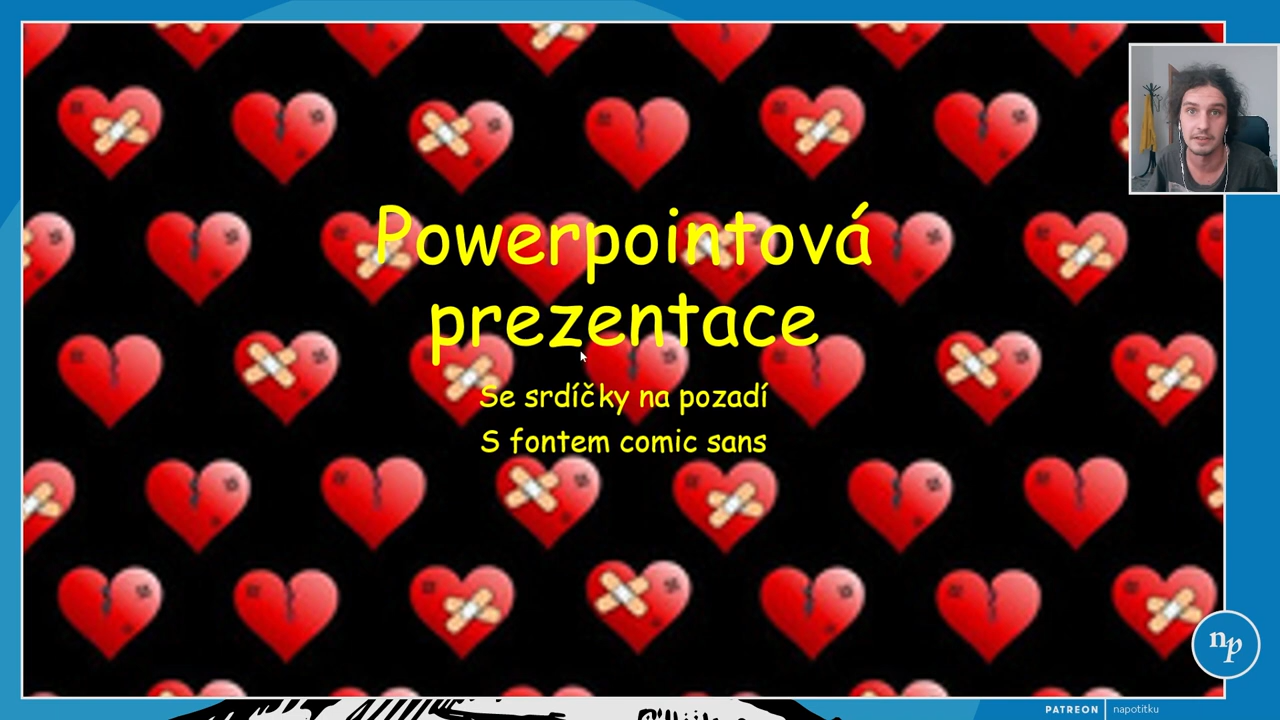 Powerpointová
prezentace
Se srdíčky na pozadí
S fontem comic sans
np
PATREON | napotitku